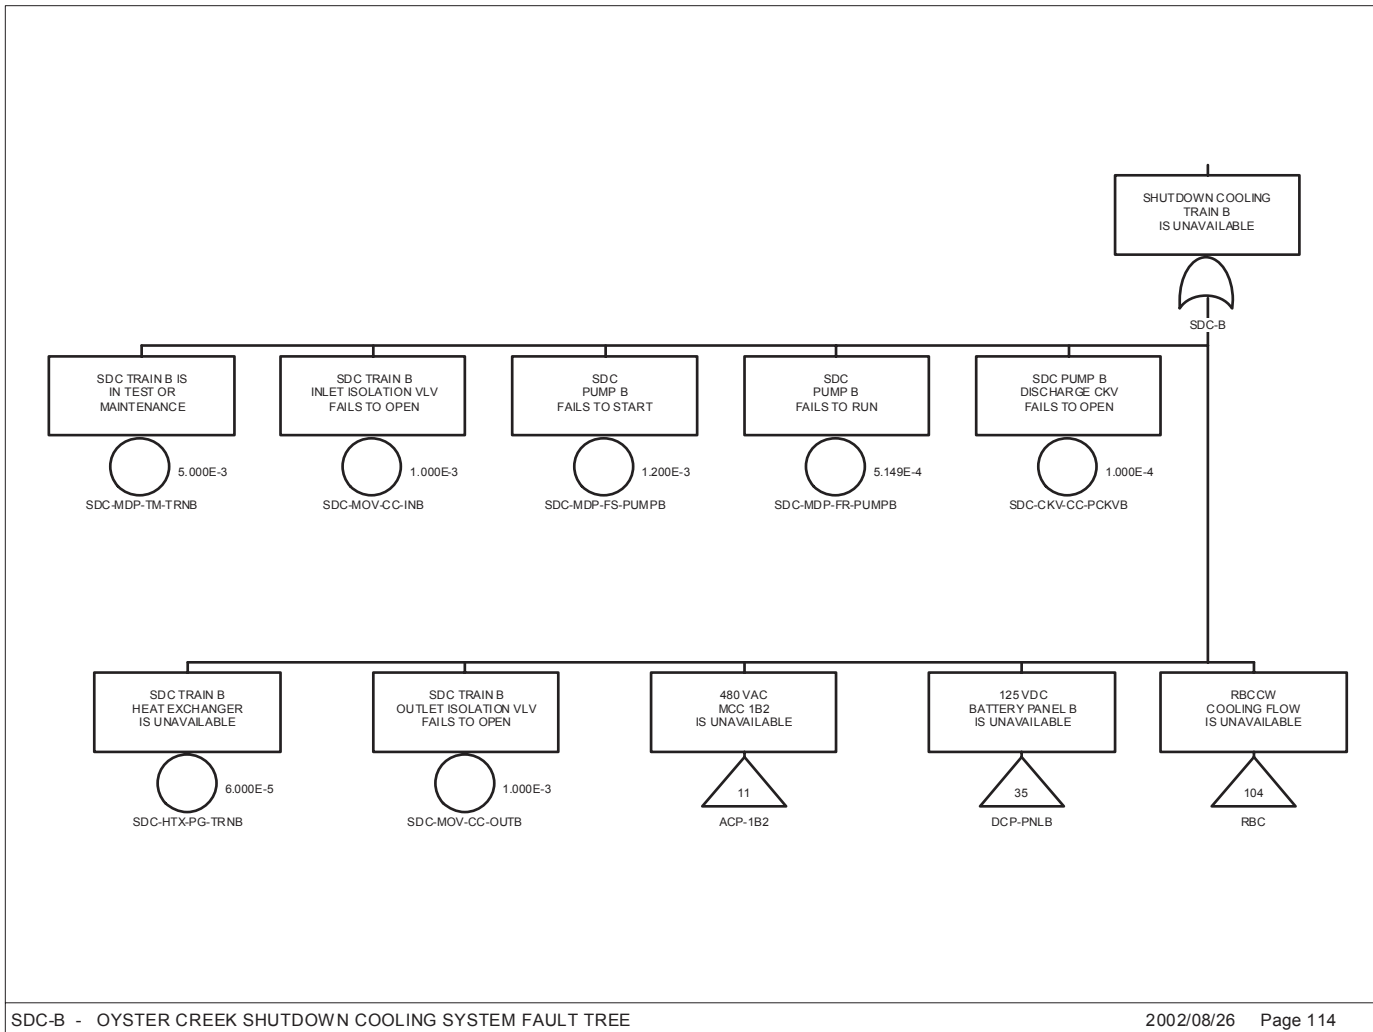 SHUTDOWN COOLING
TRAIN B
IS UNAVAILABLE
SDC-B
SDC TRAIN B IS
IN TEST OR
MAINTENANCE
5.000E-3
SDC-MDP-TM-TRNB
SDC TRAIN B
INLET ISOLATION VLV
FAILS TO OPEN
1.000E-3
SDC-MOV-CC-INB
SDC
PUMP B
FAILS TO START
1.200E-3
SDC-MDP-FS-PUMPB
SDC
PUMP B
FAILS TO RUN
5.149E-4
SDC-MDP-FR-PUMPB
SDC PUMP B
DISCHARGE CKV
FAILS TO OPEN
1.000E-4
SDC-CKV-CC-PCKVB
SDC TRAIN B
HEAT EXCHANGER
IS UNAVAILABLE
6.000E-5
SDC-HTX-PG-TRNB
SDC TRAIN B
OUTLET ISOLATION VLV
FAILS TO OPEN
1.000E-3
SDC-MOV-CC-OUTB
480 VAC
MCC 1B2
IS UNAVAILABLE
11
ACP-1B2
125 VDC
BATTERY PANEL B
IS UNAVAILABLE
35
DCP-PNLB
RBCCW
COOLING FLOW
IS UNAVAILABLE
104
RBC
SDC-B - OYSTER CREEK SHUTDOWN COOLING SYSTEM FAULT TREE
2002/08/26 Page 114